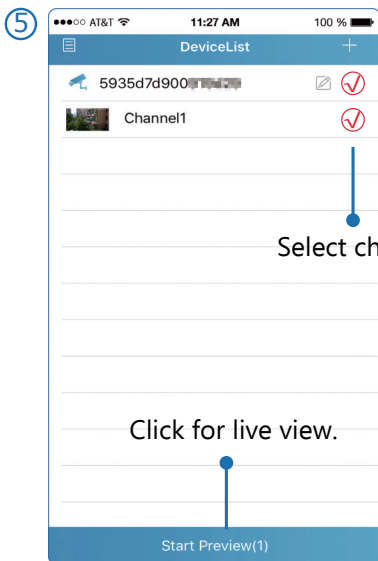 ⑤
●●●○○ AT&T 11:27 AM 100 %
DeviceList
5935d7d900
Channel1
Select ch
Click for live view.
Start Preview(1)